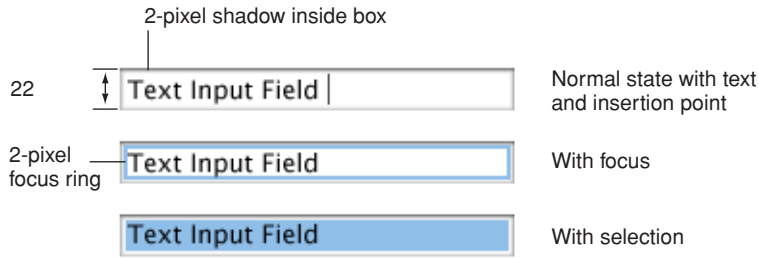 2-pixel shadow inside box
22
Text Input Field
Normal state with text
and insertion point
2-pixel
focus ring
Text Input Field
With focus
Text Input Field
With selection